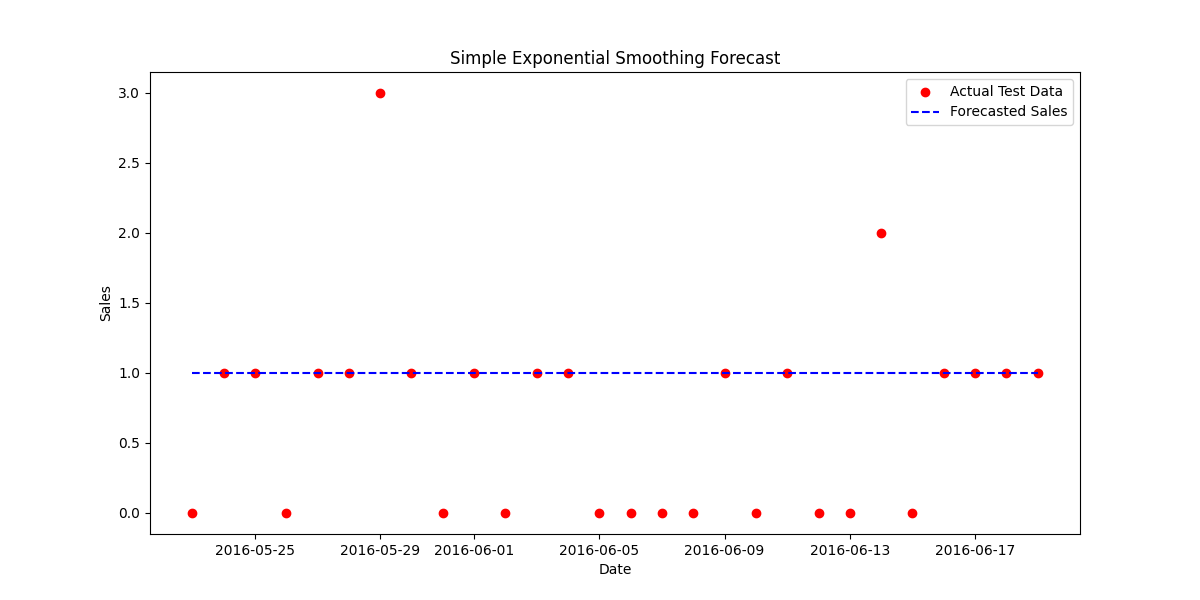 Simple Exponential Smoothing Forecast
Actual Test Data
Forecasted Sales
3.0
2.5
2.0
1.5
1.0
0.5
0.0
Sales
2016-05-25 2016-05-29 2016-06-01 2016-06-05 2016-06-09 2016-06-13 2016-06-17
Date